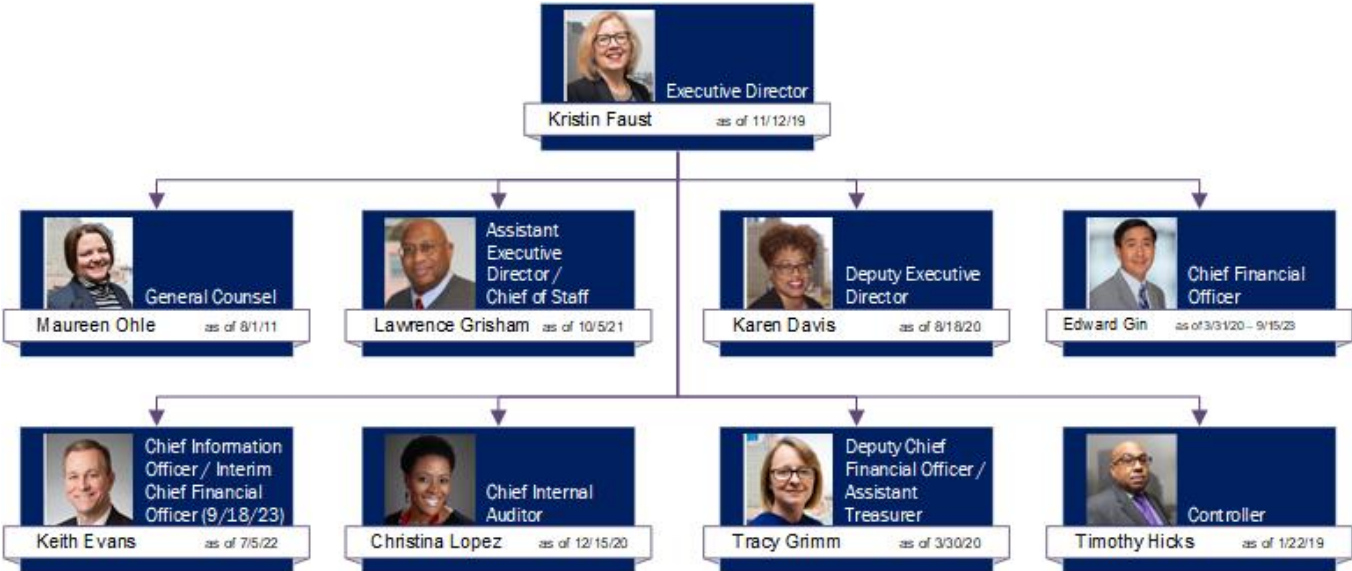 Executive Director
Kristin Faust as of 11/12/19
General Counsel
Maureen Ohle as of 8/1/11
Assistant
Executive
Director /
Chief of Staff
Lawrence Grisham as of 10/5/21
Deputy Executive
Director
Karen Davis as of 8/18/20
Chief Financial
Officer
Edward Gin as of 3/31/20 – 9/15/23
Chief Information
Officer / Interim
Chief Financial
Officer (9/18/23)
Keith Evans as of 7/5/22
Chief Internal
Auditor
Christina Lopez as of 12/15/20
Deputy Chief
Financial Officer /
Assistant
Treasurer
Tracy Grimm as of 3/30/20
Controller
Timothy Hicks as of 1/22/19